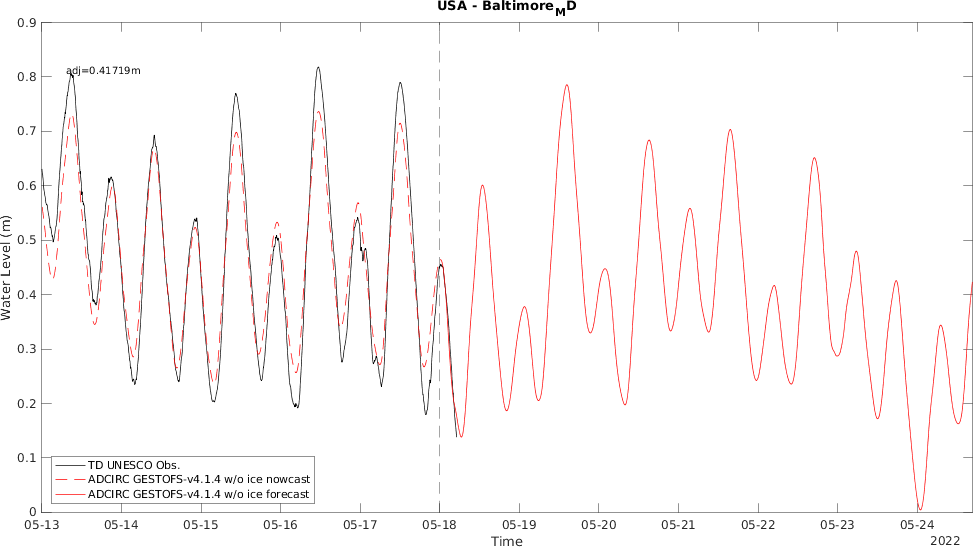 USA - Baltimore_MD
adj=0.41719m
0.9
0.8
0.7
0.6
0.5
0.4
0.3
0.2
0.1
0
Water Level (m)
TD UNESCO Obs.
ADCIRC GESTOFS-v4.1.4 w/o ice nowcast
ADCIRC GESTOFS-v4.1.4 w/o ice forecast
05-13 05-14 05-15 05-16 05-17 05-18 05-19 05-20 05-21 05-22 05-23 05-24
Time
2022